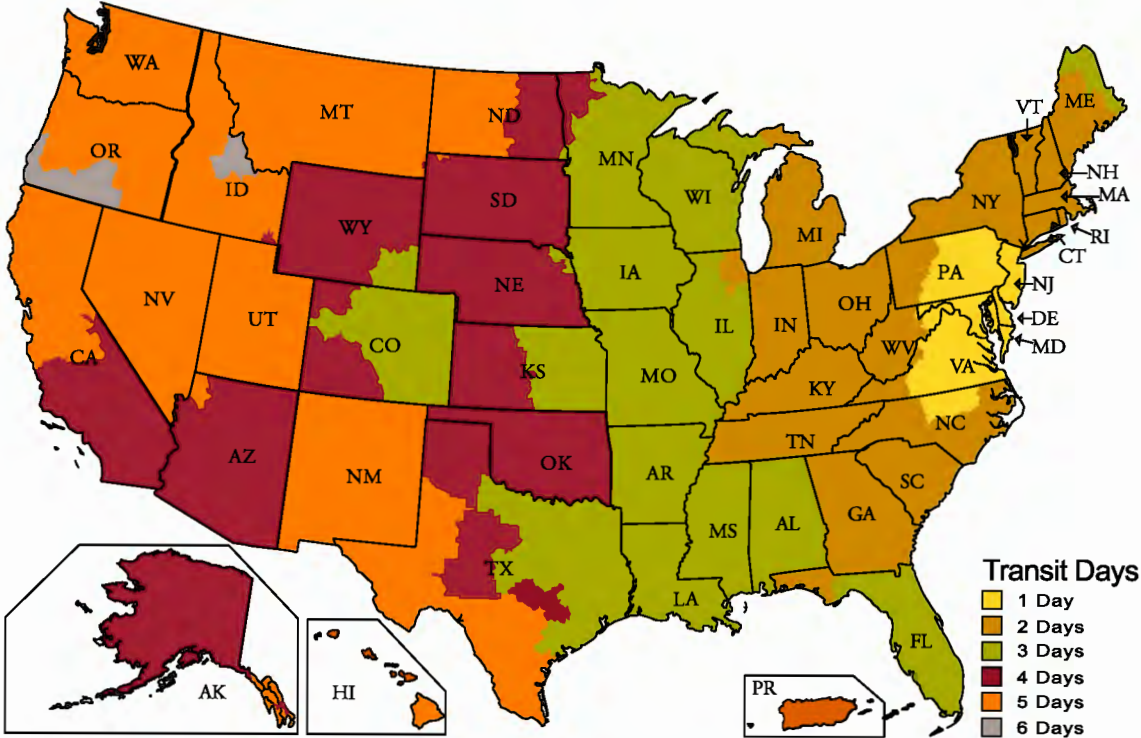 WA
MT
ND
VT
ME
OR
MN
ID
SD
WI
NH
MA
NY
WY
MI
RI
CT
IA
PA
NE
NJ
NV
OH
UT
IL
IN
DE
CO
WV
MD
CA
KS
MO
VA
KY
NC
TN
AZ
OK
NM
AR
SC
GA
MS
AL
TX
LA
FL
AK
HI
PR
Transit Days
1 Day
2 Days
3 Days
4 Days
5 Days
6 Days